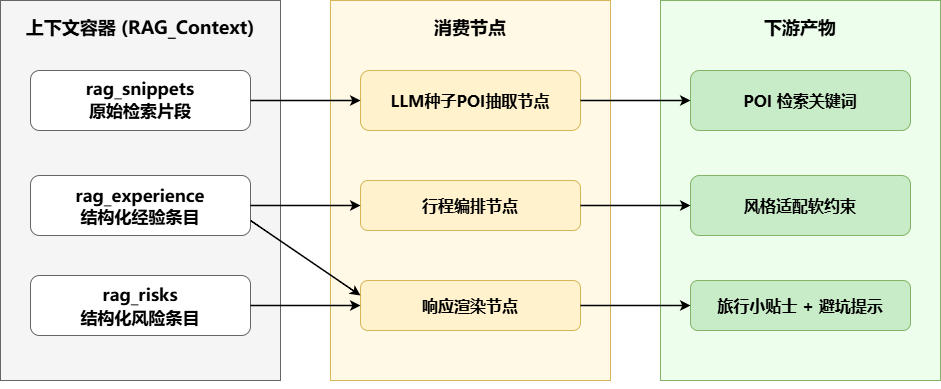 上下文容器 (RAG_Context)
rag_snippets
原始检索片段
rag_experience
结构化经验条目
rag_risks
结构化风险条目
消费节点
LLM种子POI抽取节点
行程编排节点
响应渲染节点
下游产物
POI 检索关键词
风格适配软约束
旅行小贴士 + 避坑提示